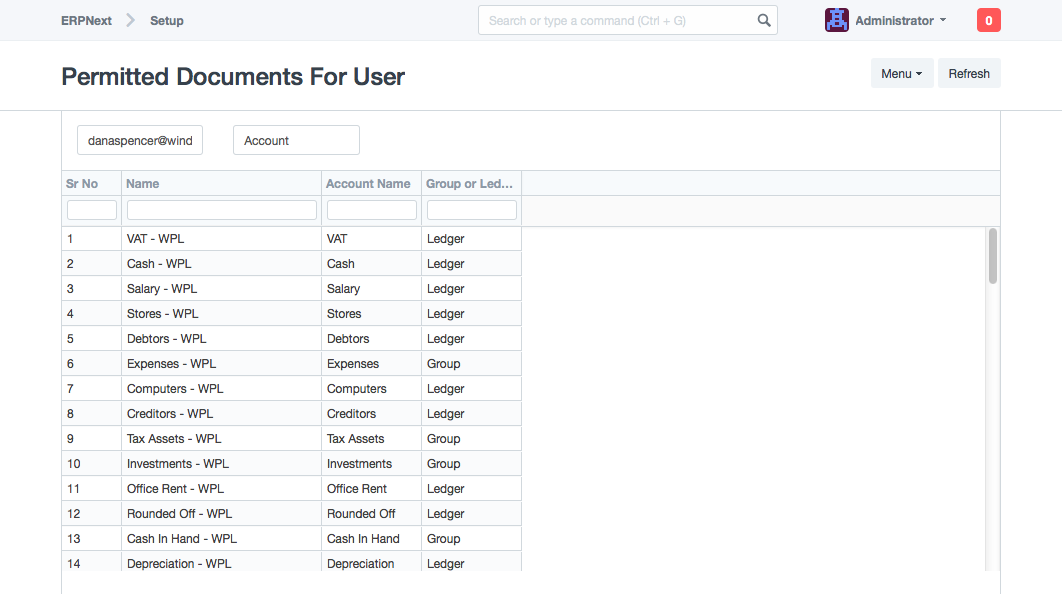 ERPNext Setup Search or type a command (Ctrl + G) Administrator 0
Permitted Documents For User Menu Refresh
danaspencer@wind Account
Sr No Name Account Name Group or Led...
1 VAT - WPL VAT Ledger
2 Cash - WPL Cash Ledger
3 Salary - WPL Salary Ledger
4 Stores - WPL Stores Ledger
5 Debtors - WPL Debtors Ledger
6 Expenses - WPL Expenses Group
7 Computers - WPL Computers Ledger
8 Creditors - WPL Creditors Ledger
9 Tax Assets - WPL Tax Assets Group
10 Investments - WPL Investments Group
11 Office Rent - WPL Office Rent Ledger
12 Rounded Off - WPL Rounded Off Ledger
13 Cash In Hand - WPL Cash In Hand Group
14 Depreciation - WPL Depreciation Ledger